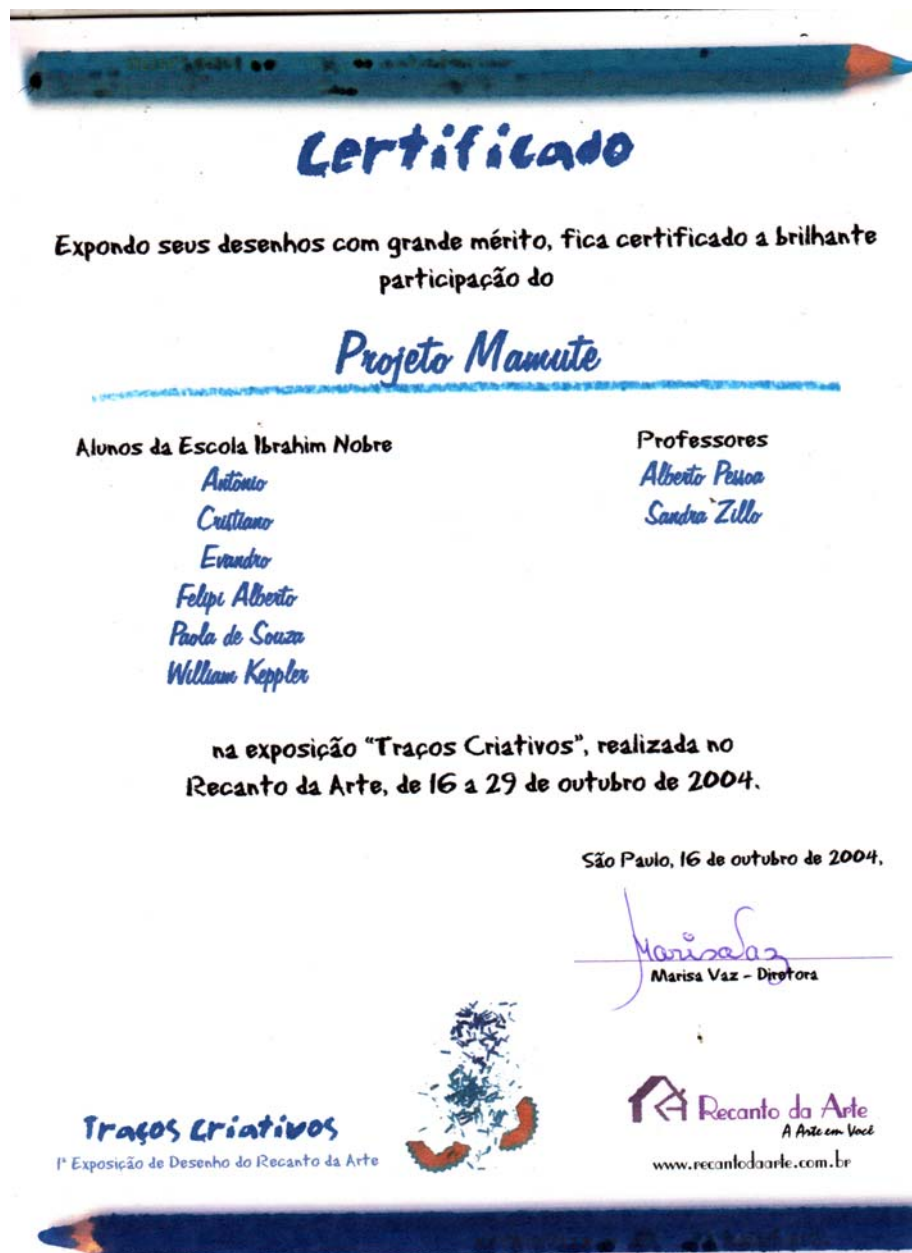 Certificado
Expondo seus desenhos com grande mérito, fica certificado a brilhante
participação do
Projeto Mamute
Alunos da Escola Ibrahim Nobre
Antônio
Cristiano
Evandro
Felipi Alberto
Paola de Souza
William Keppler
Professores
Alberto Pessoa
Sandra Zillo
na exposição “Traços Criativos”, realizada no
Recanto da Arte, de 16 a 29 de outubro de 2004.
São Paulo, 16 de outubro de 2004.
Marisa Vaz
Marisa Vaz - Diretora
Traços Criativos
1ª Exposição de Desenho do Recanto da Arte
Recanto da Arte
A Arte em Você
www.recantodaarte.com.br